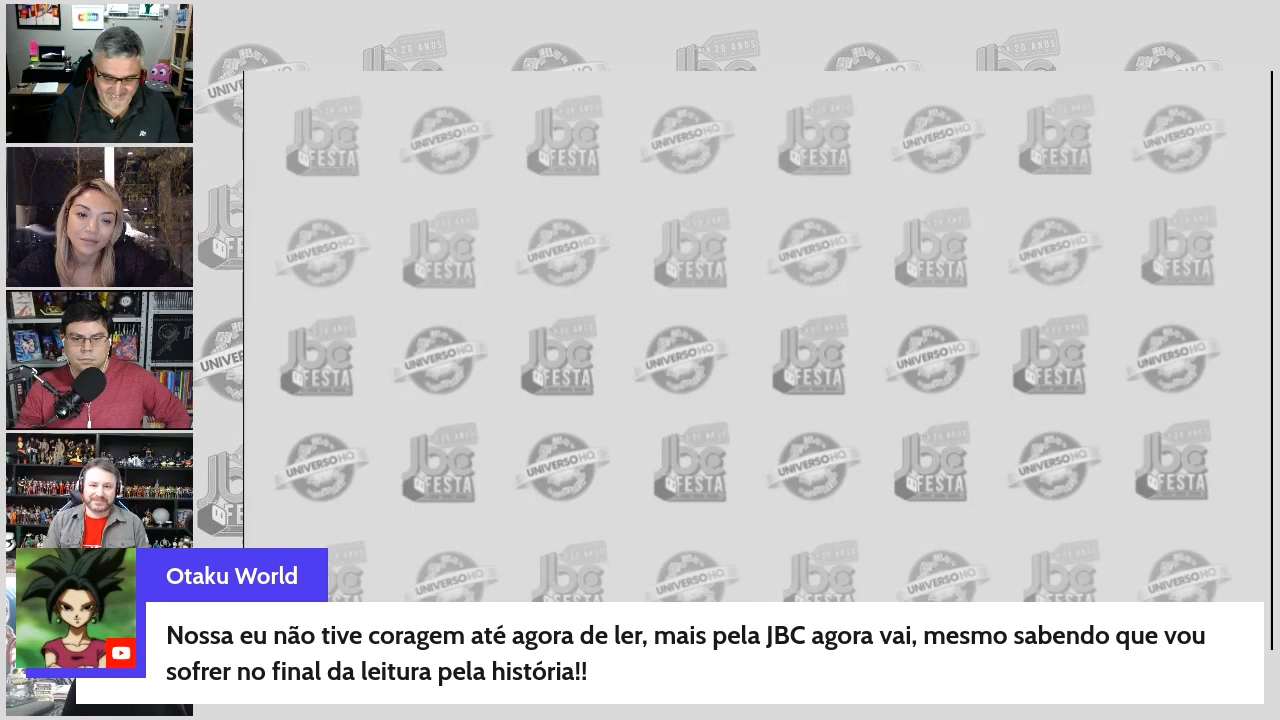 JBC FESTA
UNIVERSO HQ
20 ANOS
Otaku World
Nossa eu não tive coragem até agora de ler, mais pela JBC agora vai, mesmo sabendo que vou
sofrer no final da leitura pela história!!